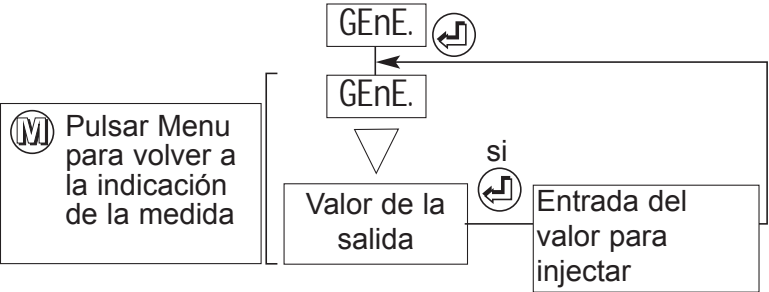 GEnE.
GEnE.
M Pulsar Menu
para volver a
la indicación
de la medida
si
Valor de la
salida
Entrada del
valor para
injectar